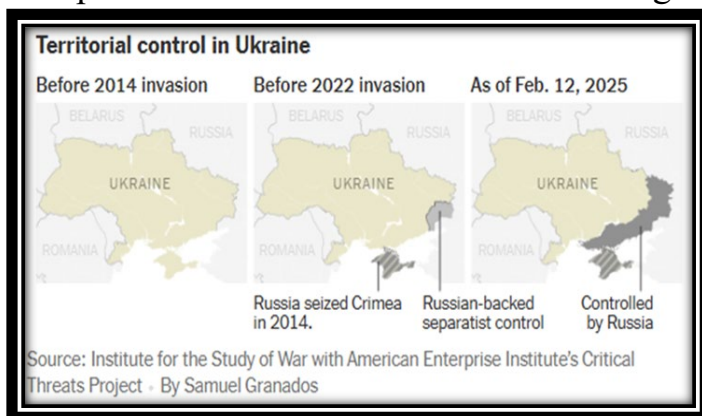 Territorial control in Ukraine
Before 2014 invasion
Before 2022 invasion
As of Feb. 12, 2025
BELARUS
RUSSIA
UKRAINE
ROMANIA
BELARUS
RUSSIA
UKRAINE
ROMANIA
BELARUS
RUSSIA
UKRAINE
ROMANIA
Russia seized Crimea
in 2014.
Russian-backed
separatist control
Controlled
by Russia
Source: Institute for the Study of War with American Enterprise Institute's Critical
Threats Project • By Samuel Granados